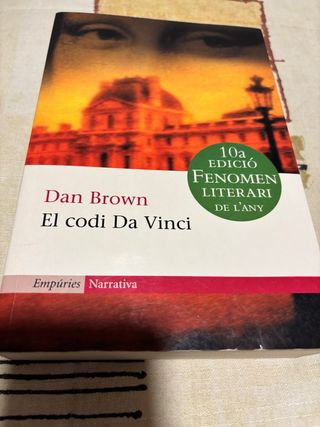 10a
EDICIÓ
FENOMEN
LITERARI
DE L'ANY
Dan Brown
El codi Da Vinci
Empúries Narrativa